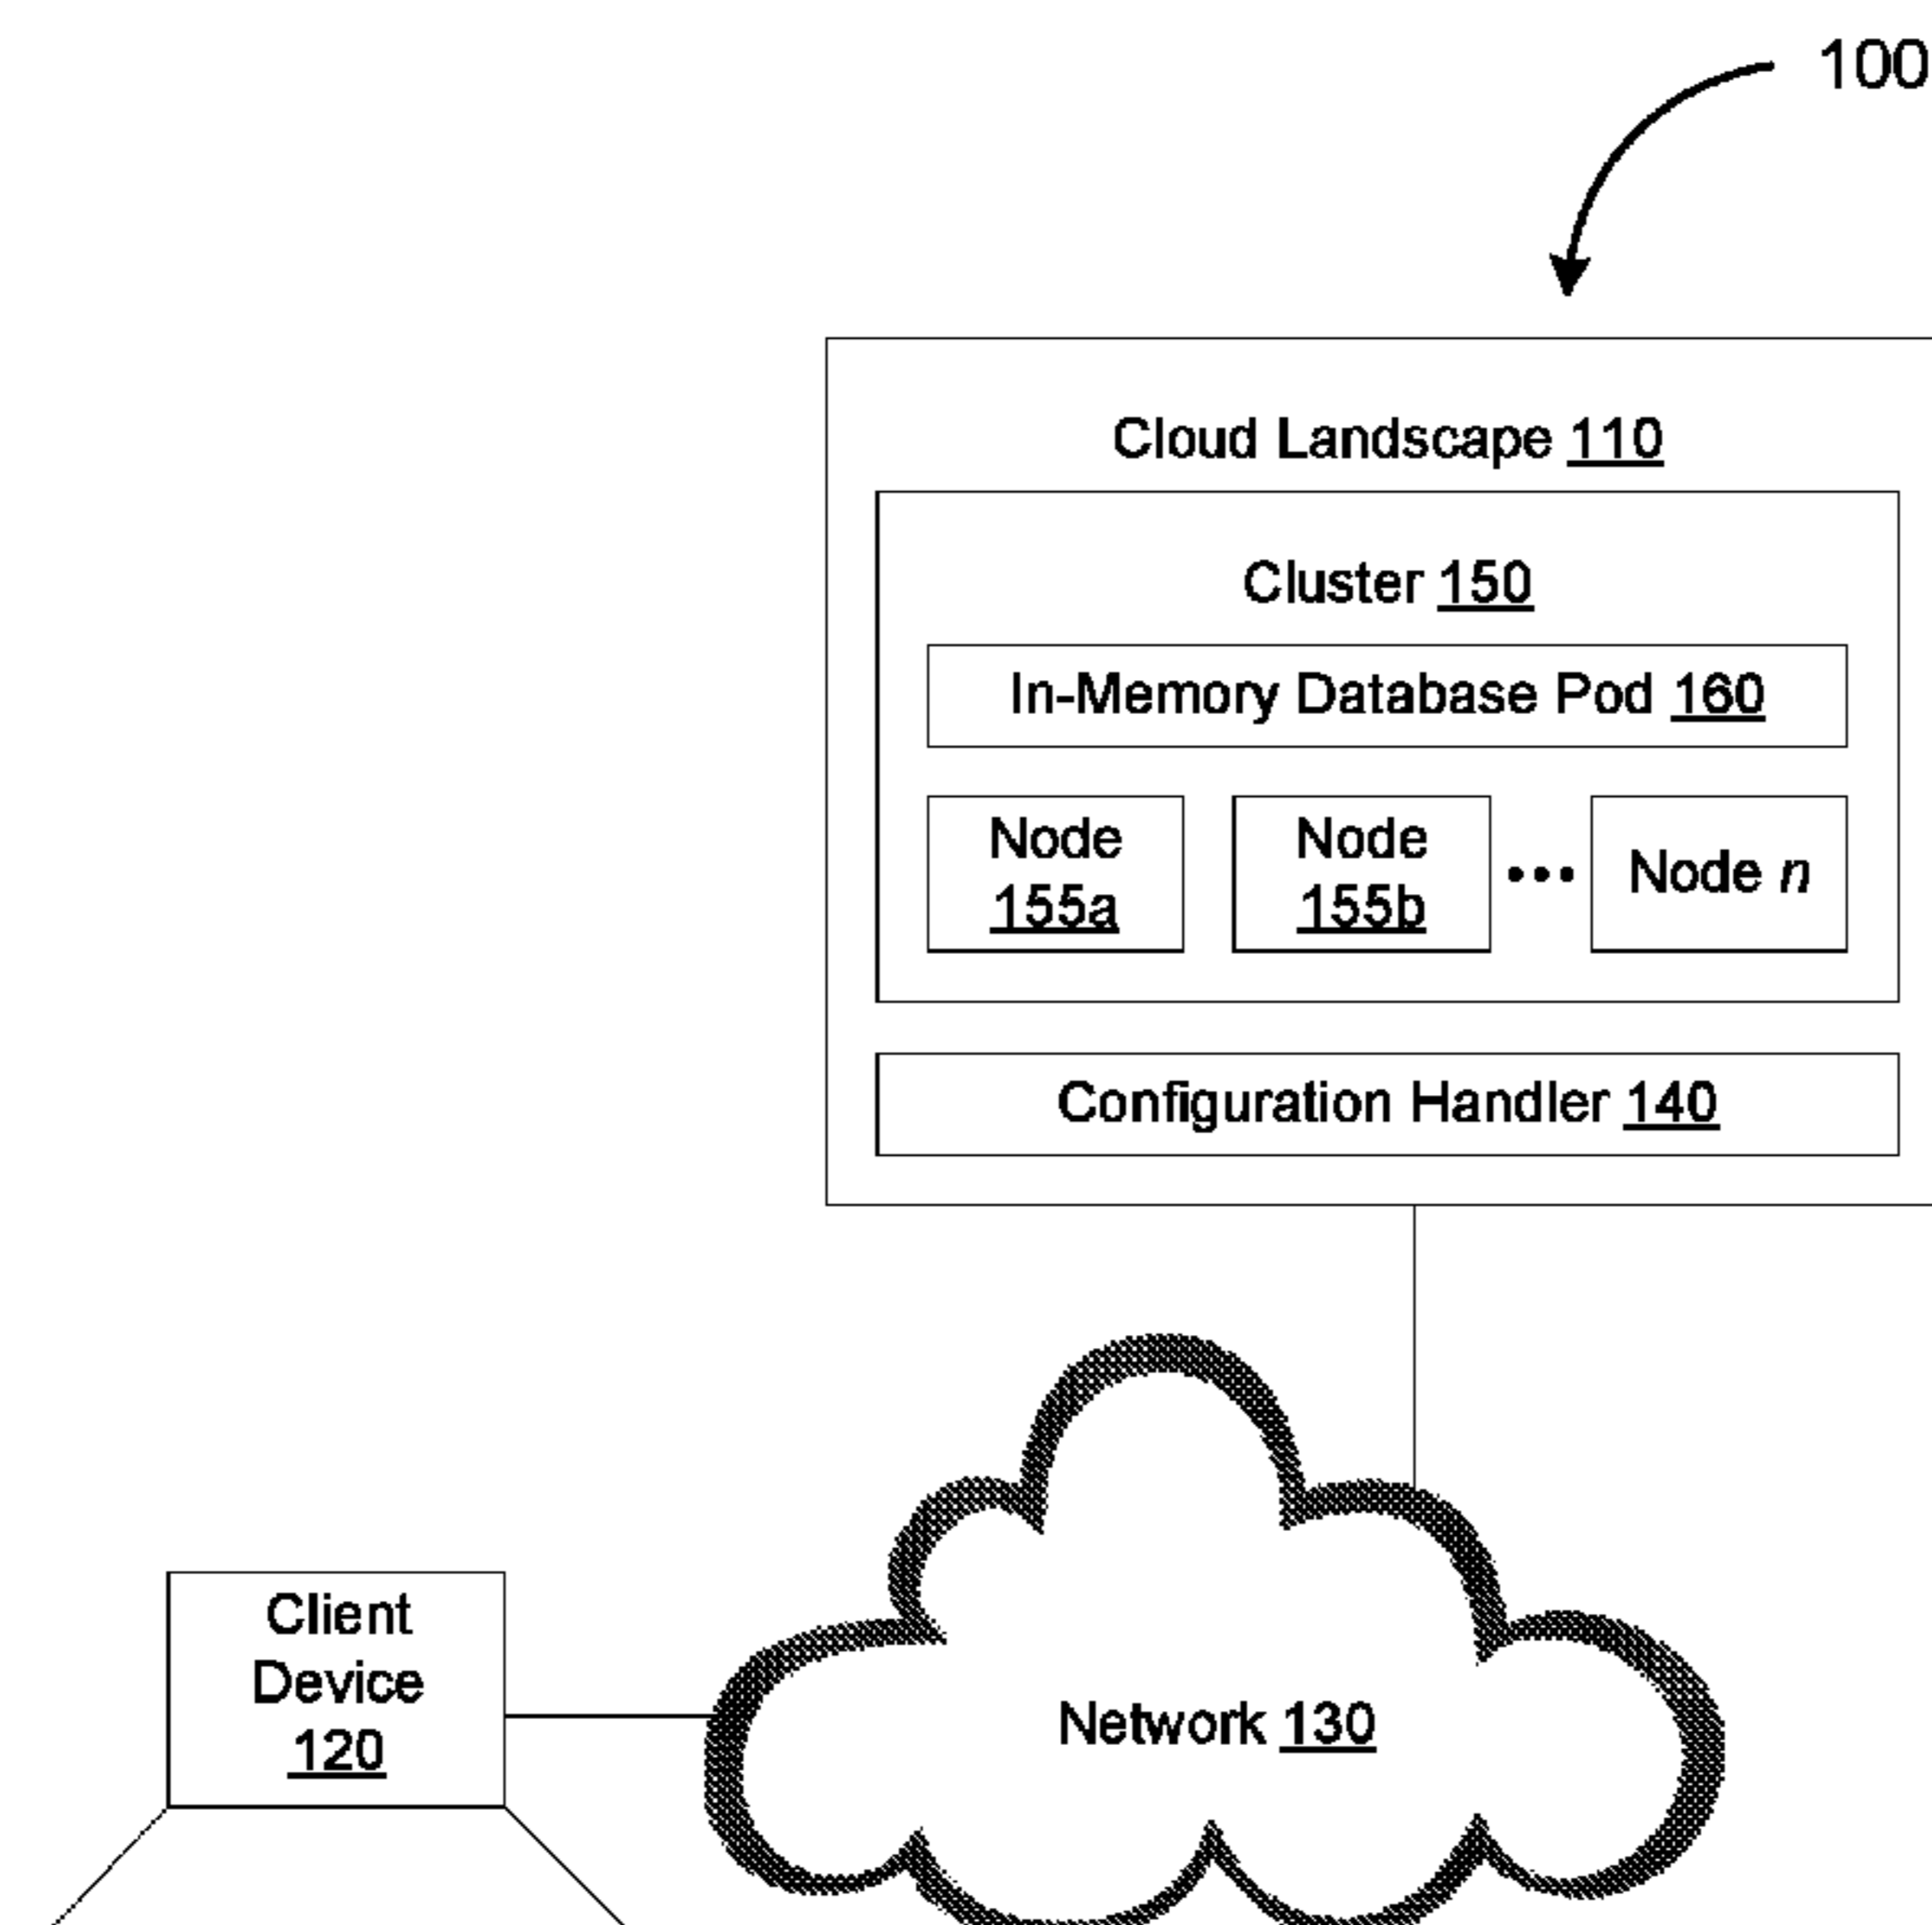 100
Cloud Landscape 110
Cluster 150
In-Memory Database Pod 160
Node
155a
Node
155b
••• 
Node n
Configuration Handler 140
Client
Device
120
Network 130